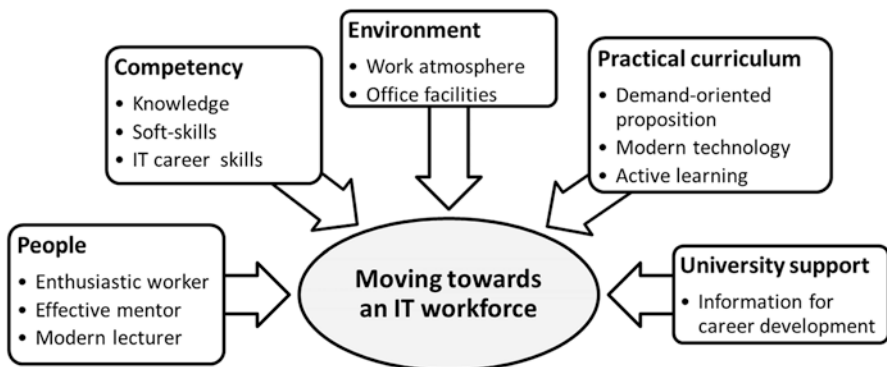 Environment
• Work atmosphere
• Office facilities
Competency
• Knowledge
• Soft-skills
• IT career skills
Practical curriculum
• Demand-oriented
proposition
• Modern technology
• Active learning
People
• Enthusiastic worker
• Effective mentor
• Modern lecturer
Moving towards
an IT workforce
University support
• Information for
career development